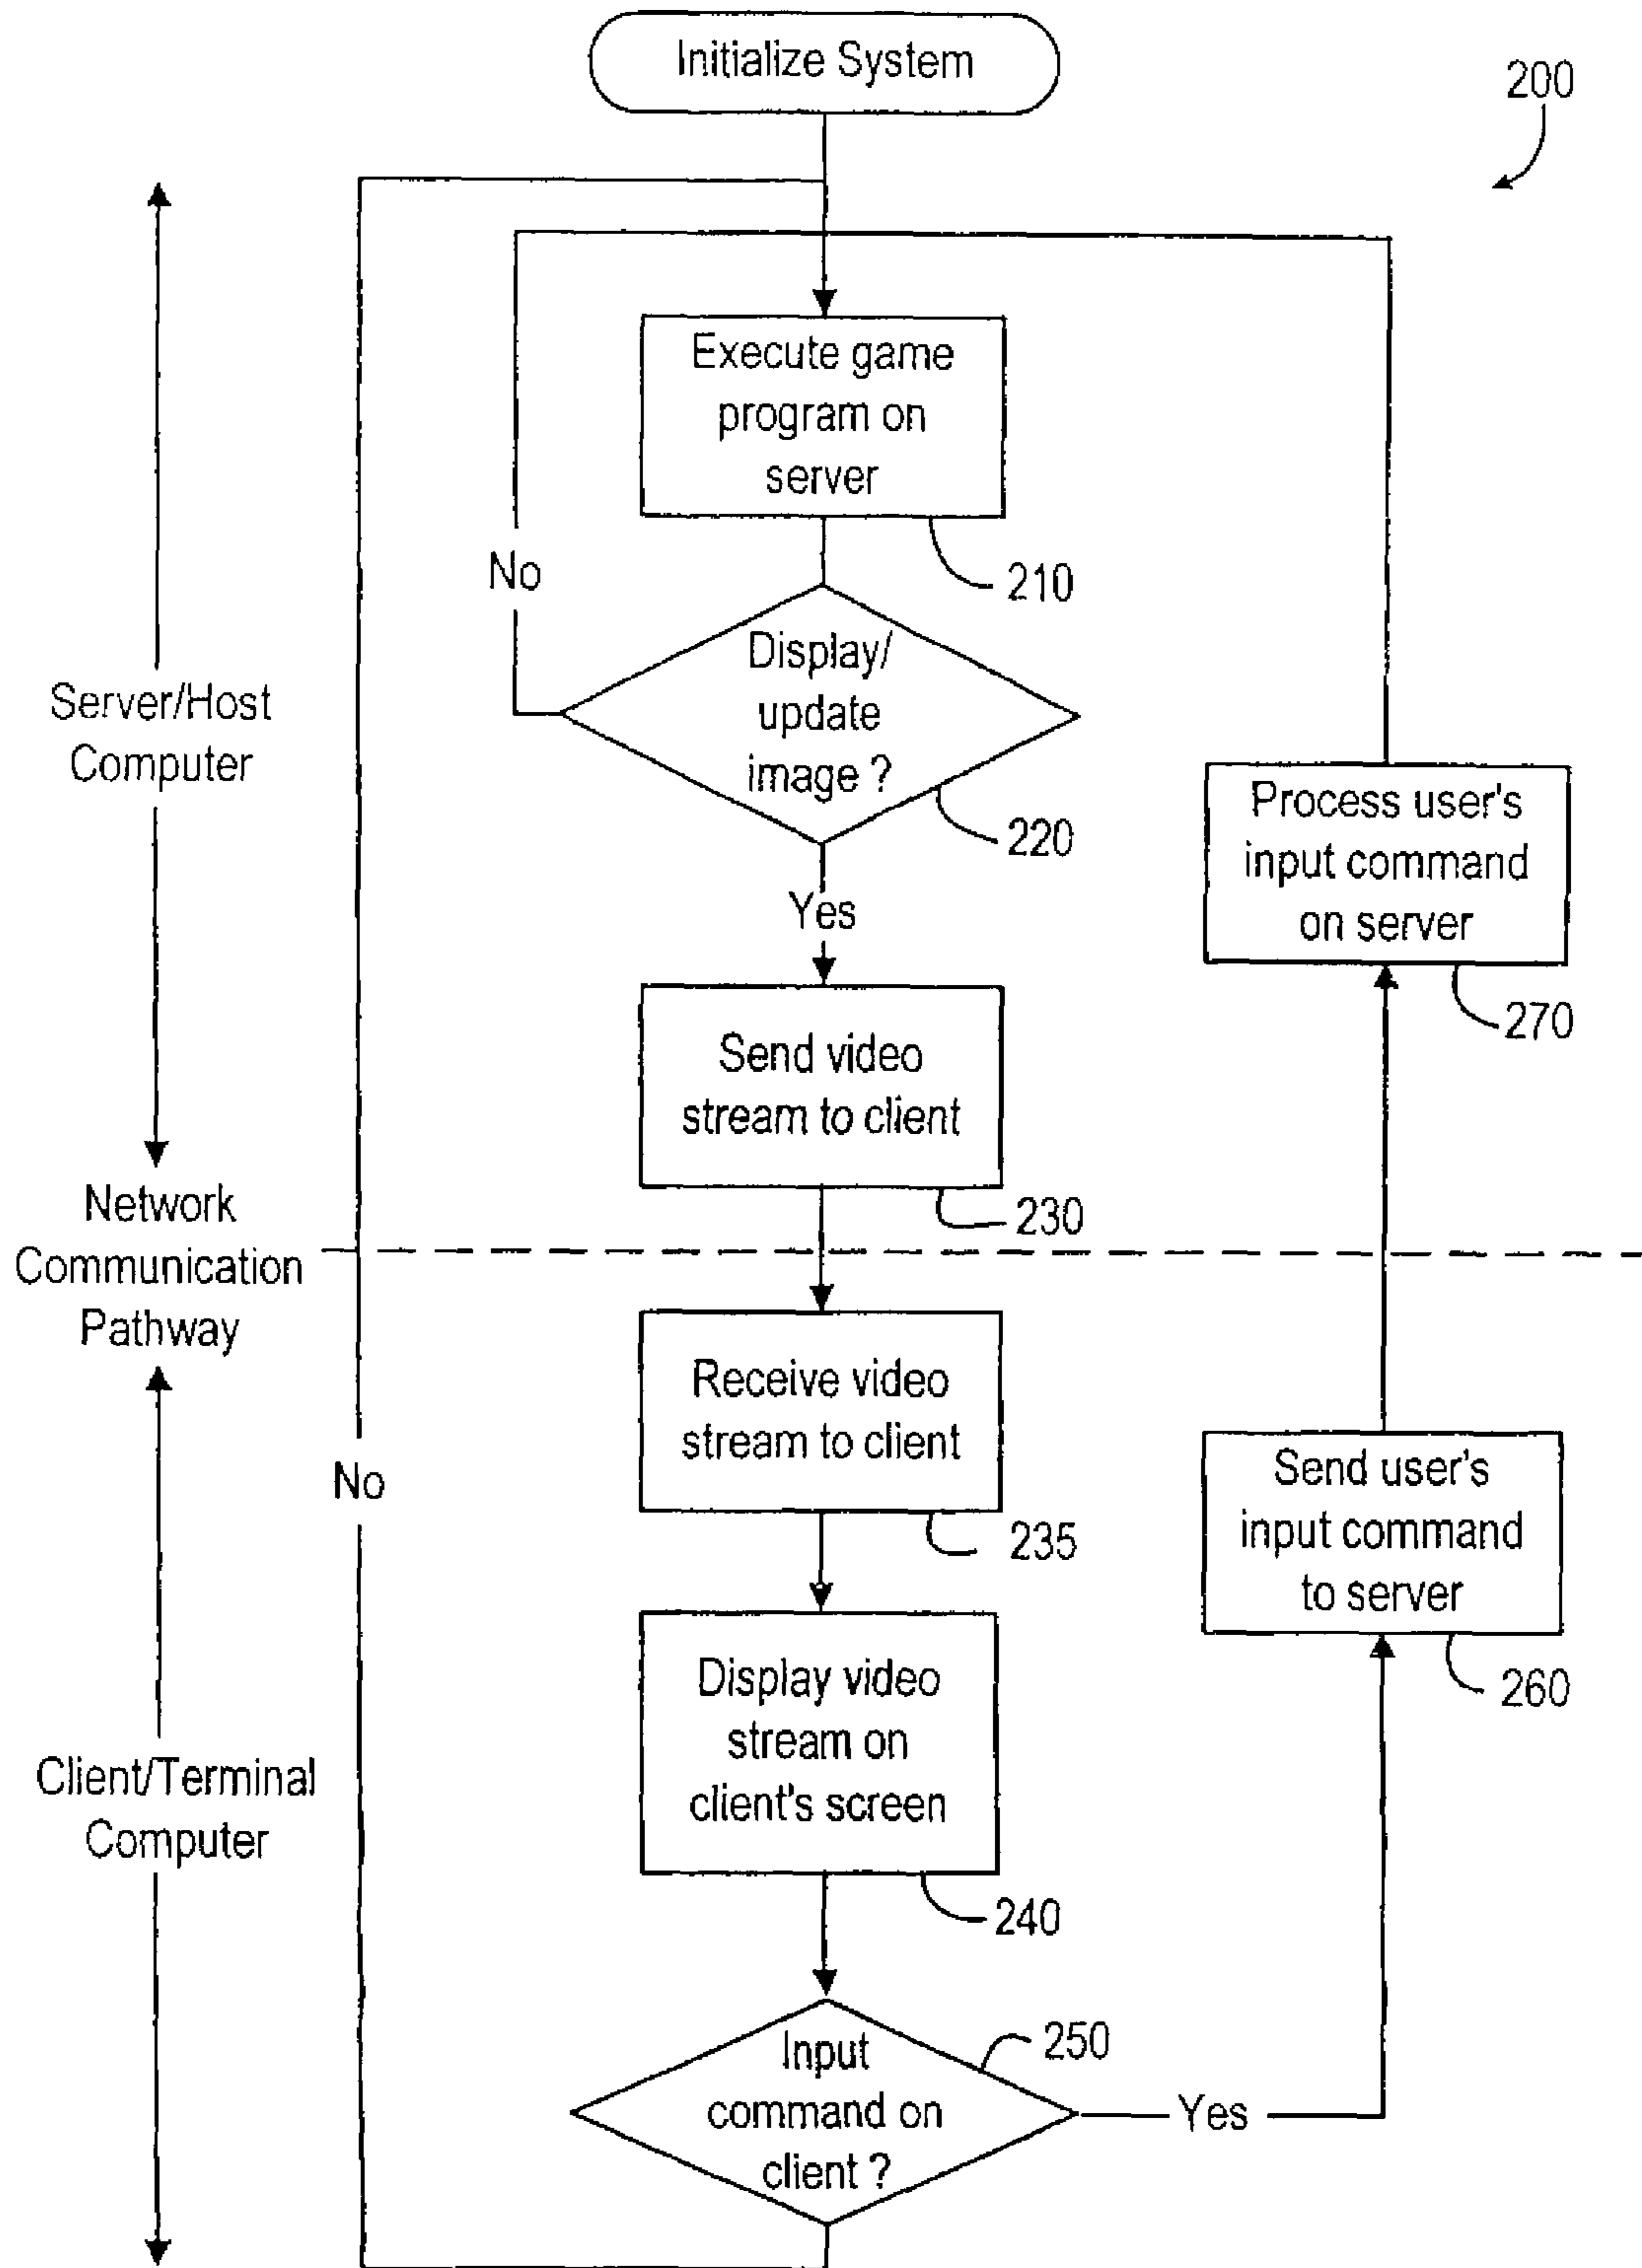 Initialize System
200
Execute game
program on
server
210
No
Display/
update
image ?
220
Server/Host
Computer
Yes
Process user's
input command
on server
270
Send video
stream to client
230
Network
Communication
Pathway
Receive video
stream to client
235
No
Send user's
input command
to server
260
Display video
stream on
client's screen
240
Client/Terminal
Computer
Input
command on
client ?
250
Yes